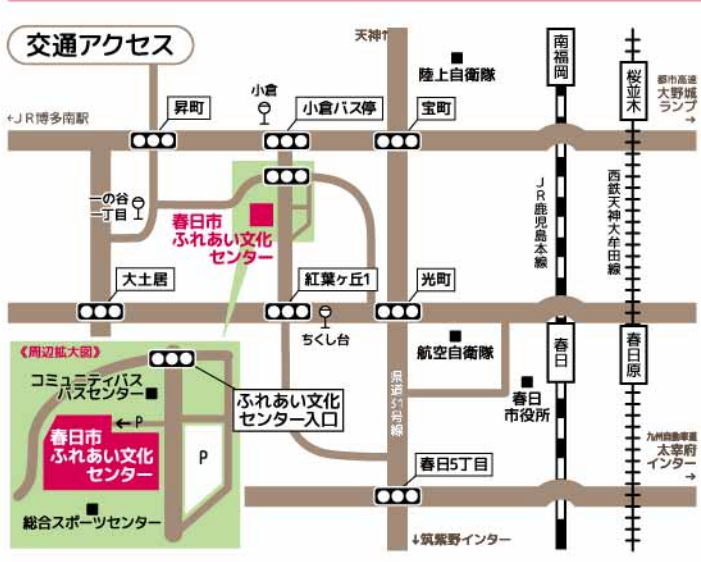 交通アクセス
天神↑
陸上自衛隊
南福岡
桜並木
都市高速
大野城
ランプ
→
小倉
昇町
小倉バス停
宝町
←JR博多南駅
一の谷
一丁目
春日市
ふれあい文化
センター
JR鹿児島本線
西鉄天神大牟田線
大土居
紅葉ヶ丘1
光町
ちくし台
航空自衛隊
春日
春日原
県道31号線
春日
市役所
《周辺拡大図》
コミュニティバス
バスセンター
ふれあい文化
センター入口
←P
春日市
ふれあい文化
センター
P
総合スポーツセンター
春日5丁目
九州自動車道
太宰府
インター
→
↓筑紫野インター